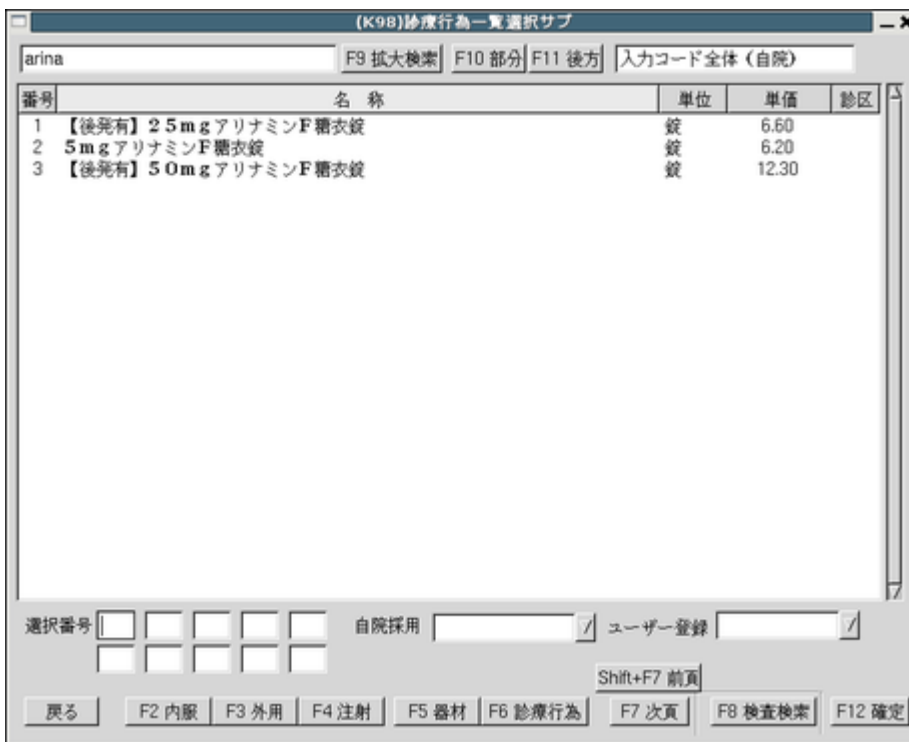 (K98)診療行為一覧選択サブ
arina F9 拡大検索 F10 部分 F11 後方 入力コード全体（自院）
番号 名 称 単位 単価 診区
1 【後発有】２５ｍｇアリナミンＦ糖衣錠 錠 6.60
2 5ｍｇアリナミンＦ糖衣錠 錠 6.20
3 【後発有】５０ｍｇアリナミンＦ糖衣錠 錠 12.30
選択番号 自院採用 ユーザー登録
Shift+F7 前頁
戻る F2 内服 F3 外用 F4 注射 F5 器材 F6 診療行為 F7 次頁 F8 検査検索 F12 確定